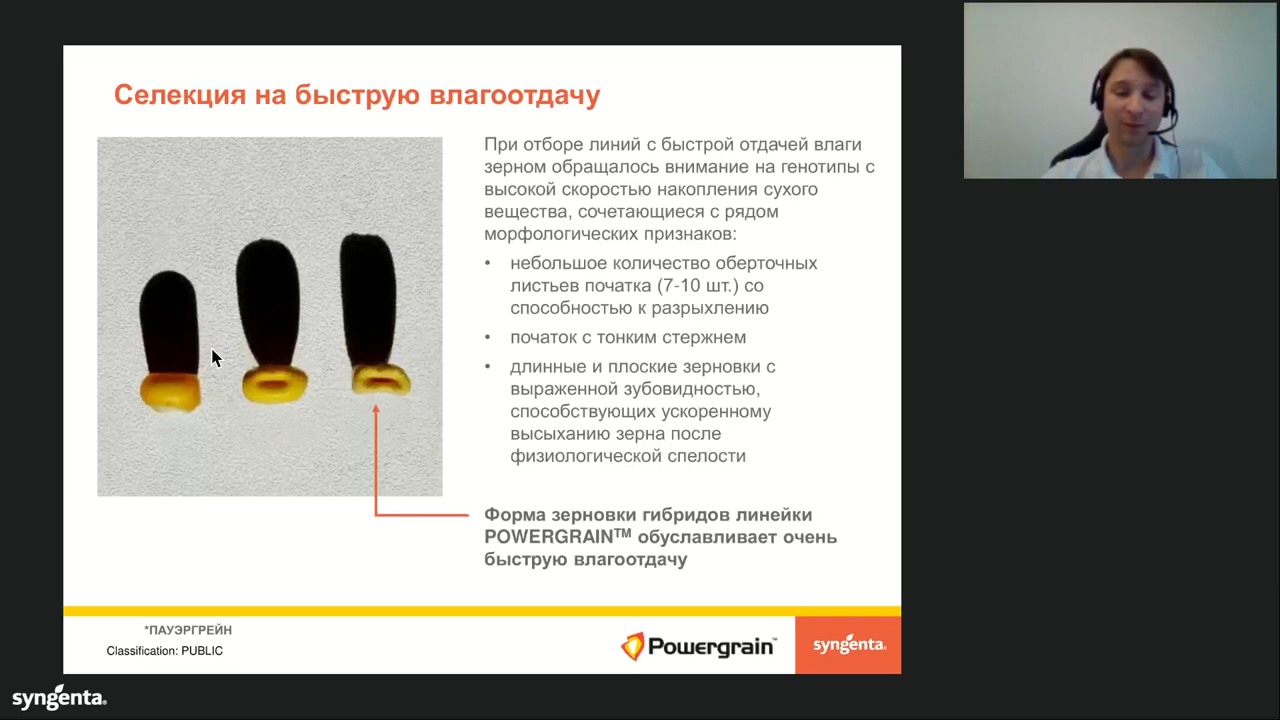 Селекция на быструю влагоотдачу
При отборе линий с быстрой отдачей влаги
зерном обращалось внимание на генотипы с
высокой скоростью накопления сухого
вещества, сочетающиеся с рядом
морфологических признаков:
• небольшое количество оберточных
листьев початка (7-10 шт.) со
способностью к разрыхлению
• початок с тонким стержнем
• длинные и плоские зерновки с
выраженной зубовидностью,
способствующих ускоренному
высыханию зерна после
физиологической спелости
Форма зерновки гибридов линейки
POWERGRAIN™ обуславливает очень
быструю влагоотдачу
*ПАУЭРГРЕЙН
Classification: PUBLIC
Powergrain™
syngenta®
syngenta®